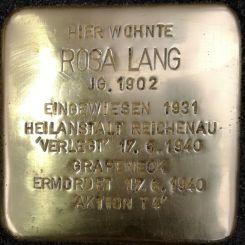 HIER WOHNTE
ROSA LANG
JG. 1902
EINGEWIESEN 1931
HEILANSTALT REICHENAU
"VERLEGT" 17.6.1940
GRAFENECK
ERMORDET 17.6.1940
"AKTION T4"